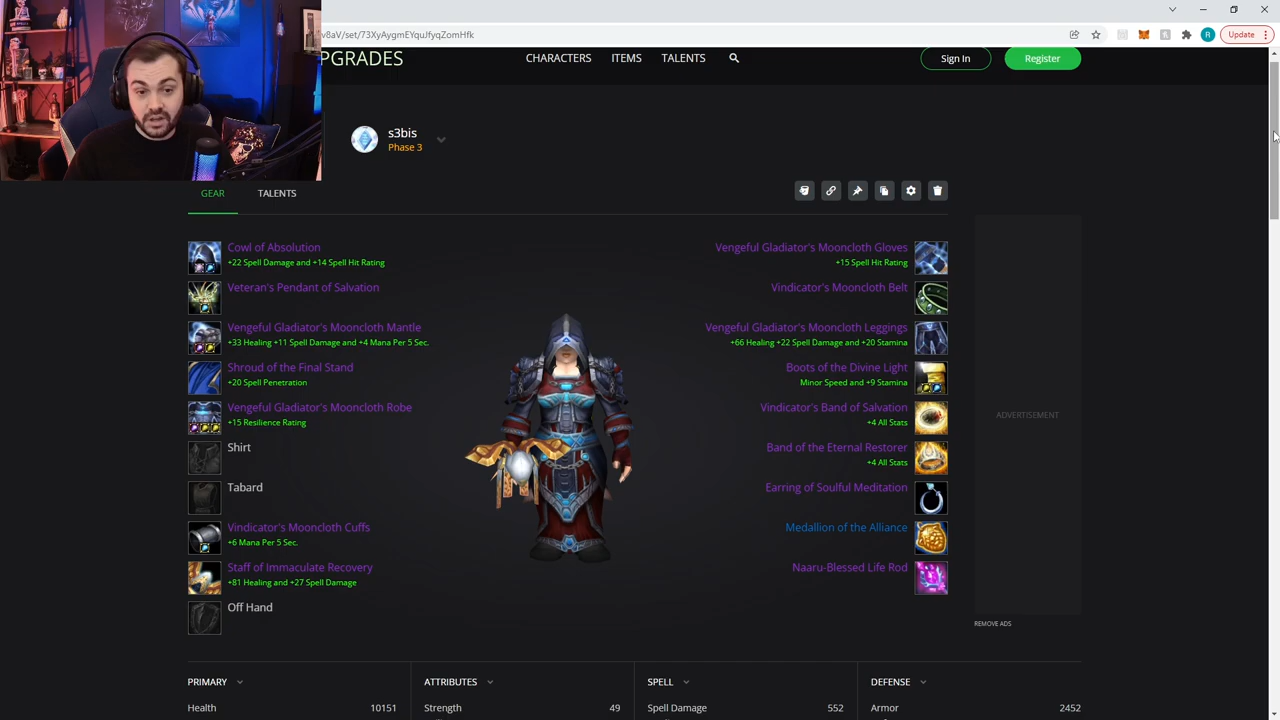 v8aV/set/73XyAygmEYquJfyqZomHfk
Update
PGRADES
CHARACTERS
ITEMS
TALENTS
Sign In
Register
s3bis
Phase 3
GEAR
TALENTS
Cowl of Absolution
+22 Spell Damage and +14 Spell Hit Rating
Veteran's Pendant of Salvation
Vengeful Gladiator's Mooncloth Mantle
+33 Healing +11 Spell Damage and +4 Mana Per 5 Sec.
Shroud of the Final Stand
+20 Spell Penetration
Vengeful Gladiator's Mooncloth Robe
+15 Resilience Rating
Shirt
Tabard
Vindicator's Mooncloth Cuffs
+6 Mana Per 5 Sec.
Staff of Immaculate Recovery
+81 Healing and +27 Spell Damage
Off Hand
Vengeful Gladiator's Mooncloth Gloves
+15 Spell Hit Rating
Vindicator's Mooncloth Belt
Vengeful Gladiator's Mooncloth Leggings
+66 Healing +22 Spell Damage and +20 Stamina
Boots of the Divine Light
Minor Speed and +9 Stamina
Vindicator's Band of Salvation
+4 All Stats
Band of the Eternal Restorer
+4 All Stats
Earring of Soulful Meditation
Medallion of the Alliance
Naaru-Blessed Life Rod
ADVERTISEMENT
REMOVE ADS
PRIMARY
Health 10151
ATTRIBUTES
Strength 49
SPELL
Spell Damage 552
DEFENSE
Armor 2452
R